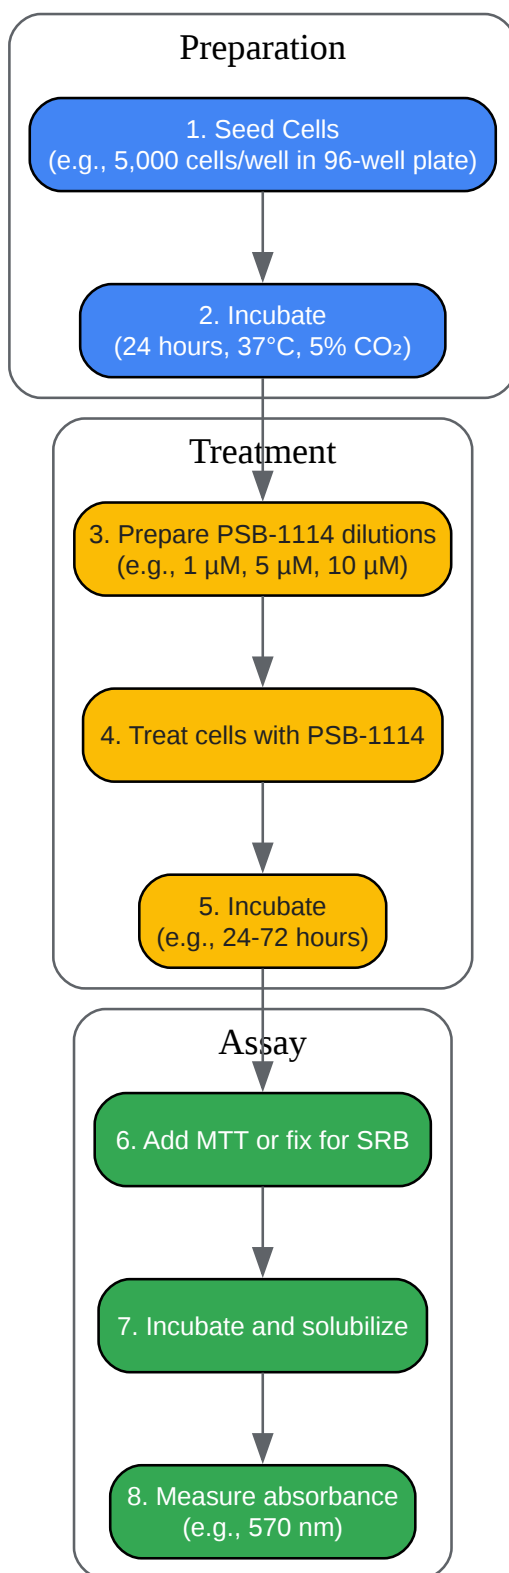 Preparation
1. Seed Cells
(e.g., 5,000 cells/well in 96-well plate)
2. Incubate
(24 hours, 37°C, 5% CO₂)
Treatment
3. Prepare PSB-1114 dilutions
(e.g., 1 µM, 5 µM, 10 µM)
4. Treat cells with PSB-1114
5. Incubate
(e.g., 24-72 hours)
Assay
6. Add MTT or fix for SRB
7. Incubate and solubilize
8. Measure absorbance
(e.g., 570 nm)